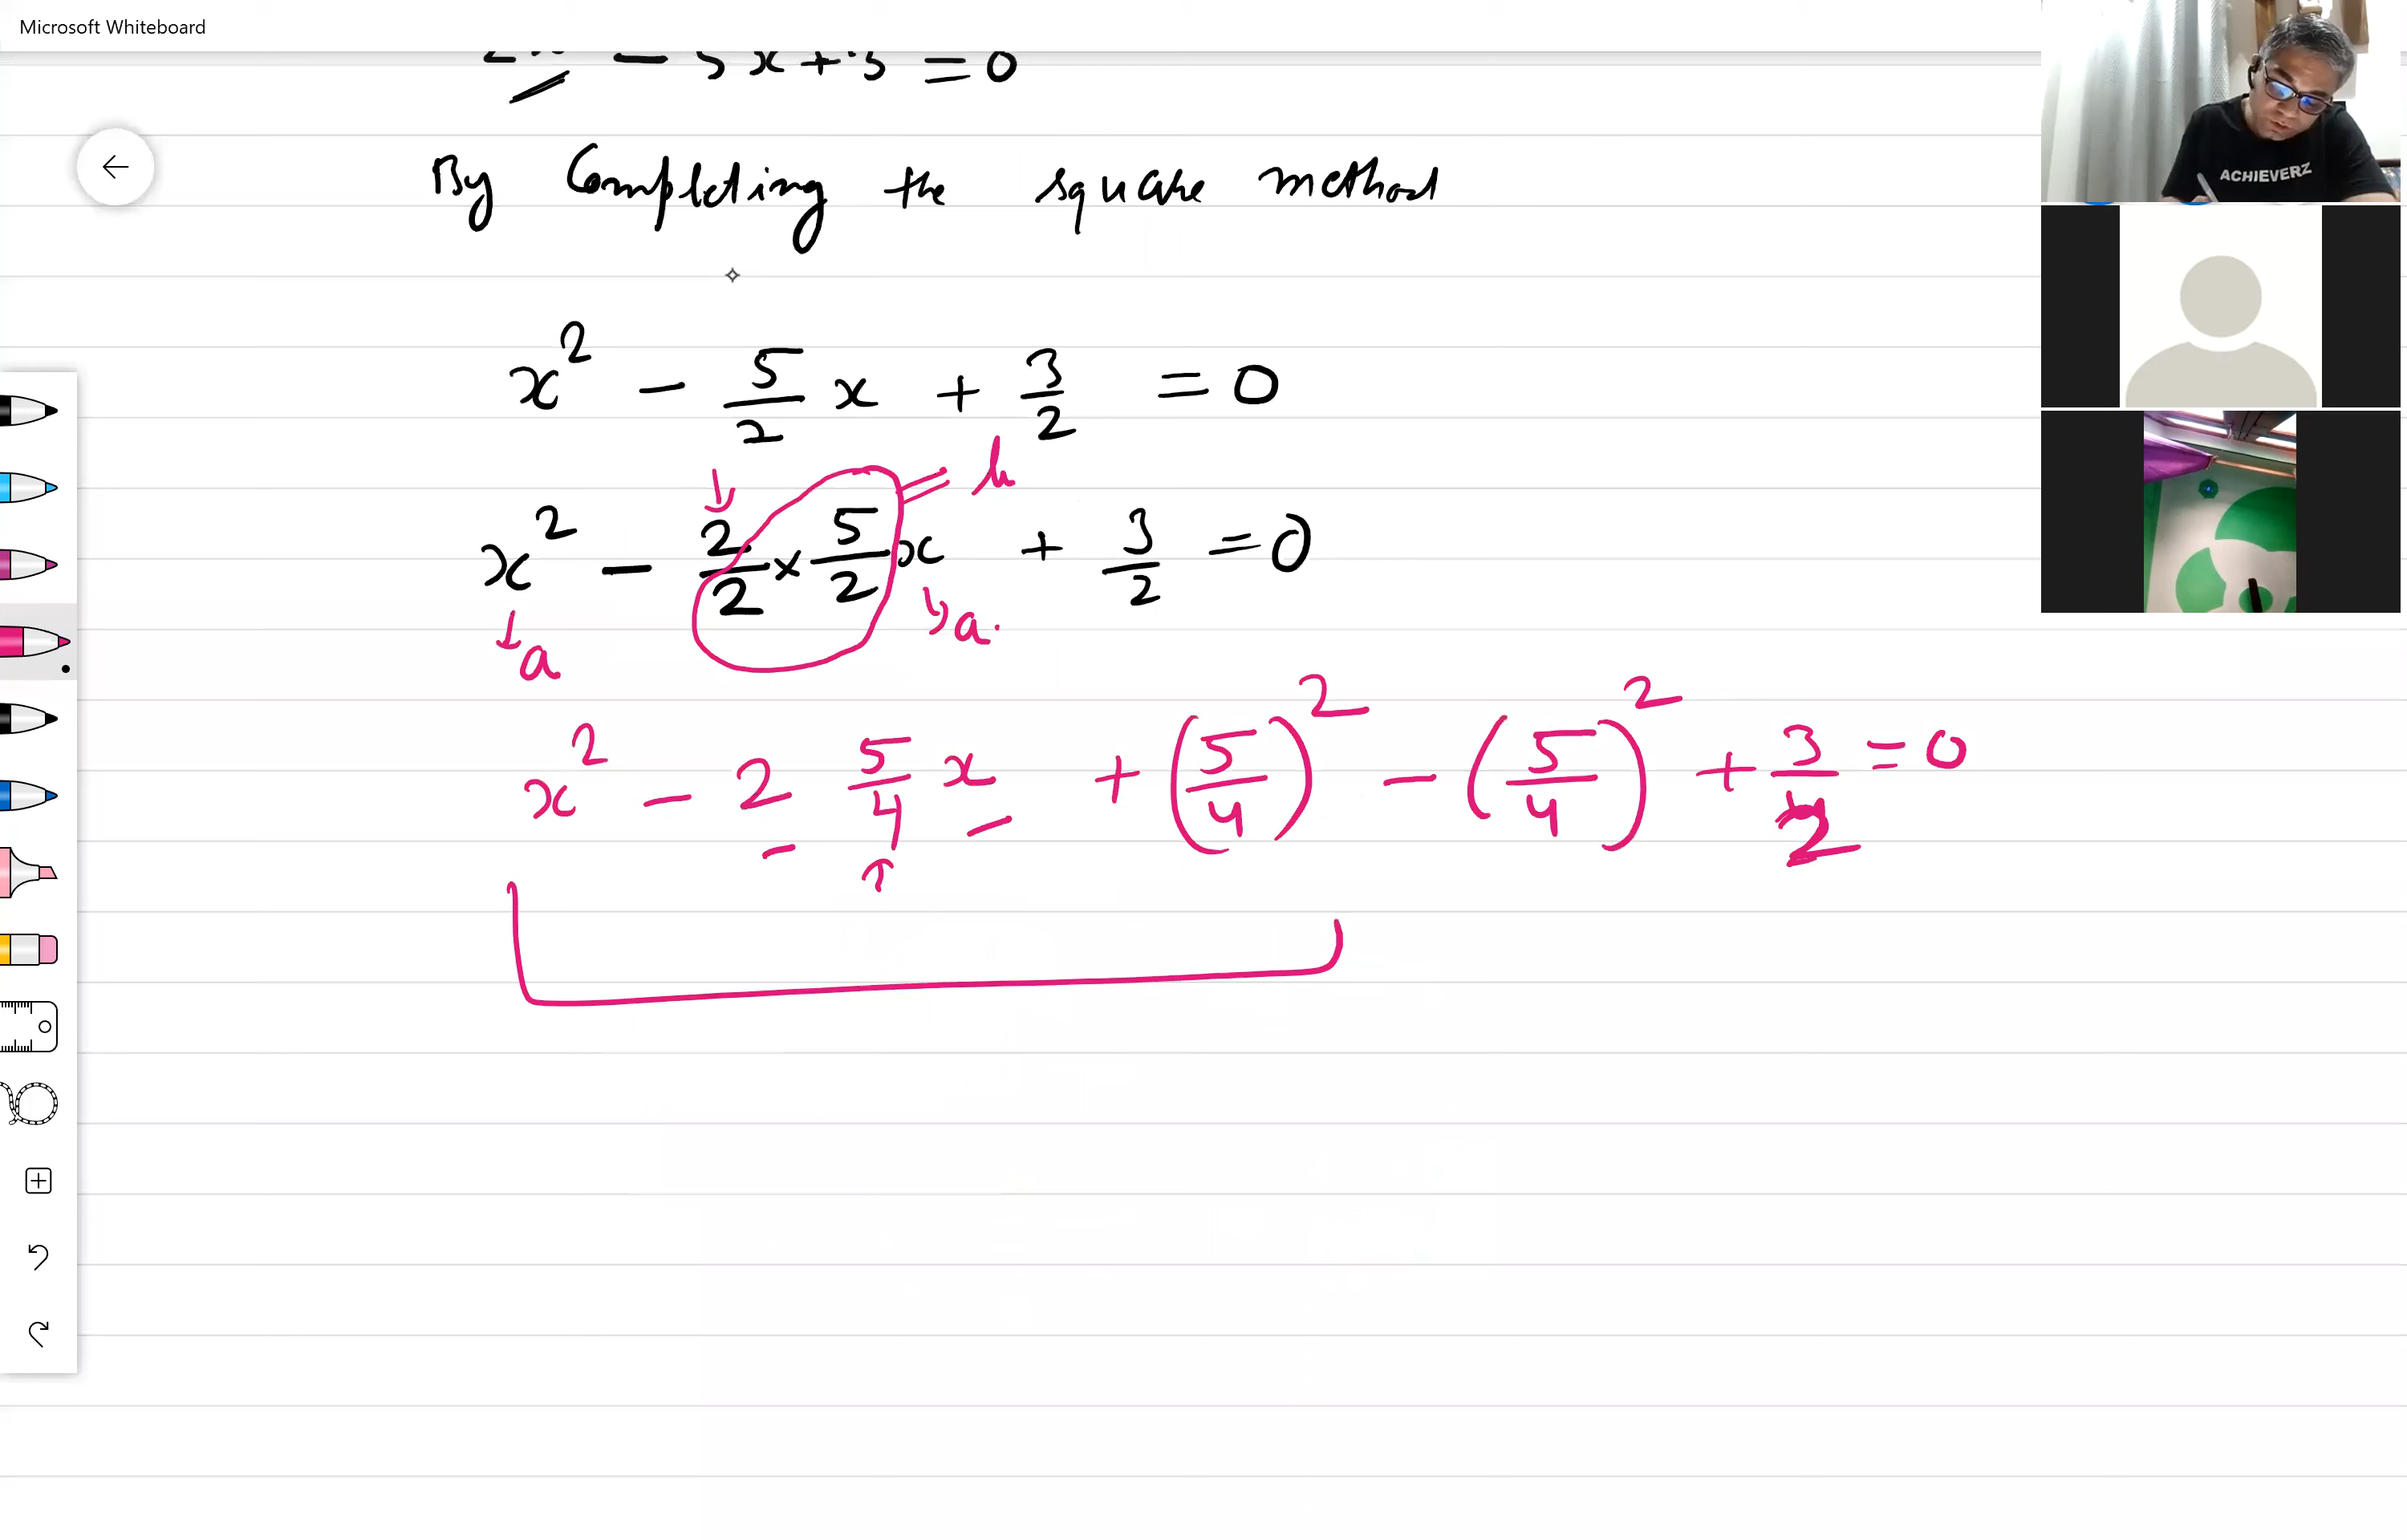 Microsoft Whiteboard
ACHIEVERZ
- 5x + 3 = 0
By Completing the square method
x² - 5/2 x + 3/2 = 0
b
x² - 2/2 × 5/2 x + 3/2 = 0
a a.
x² - 2 5/4 x + (5/4)² - (5/4)² + 3/2 = 0